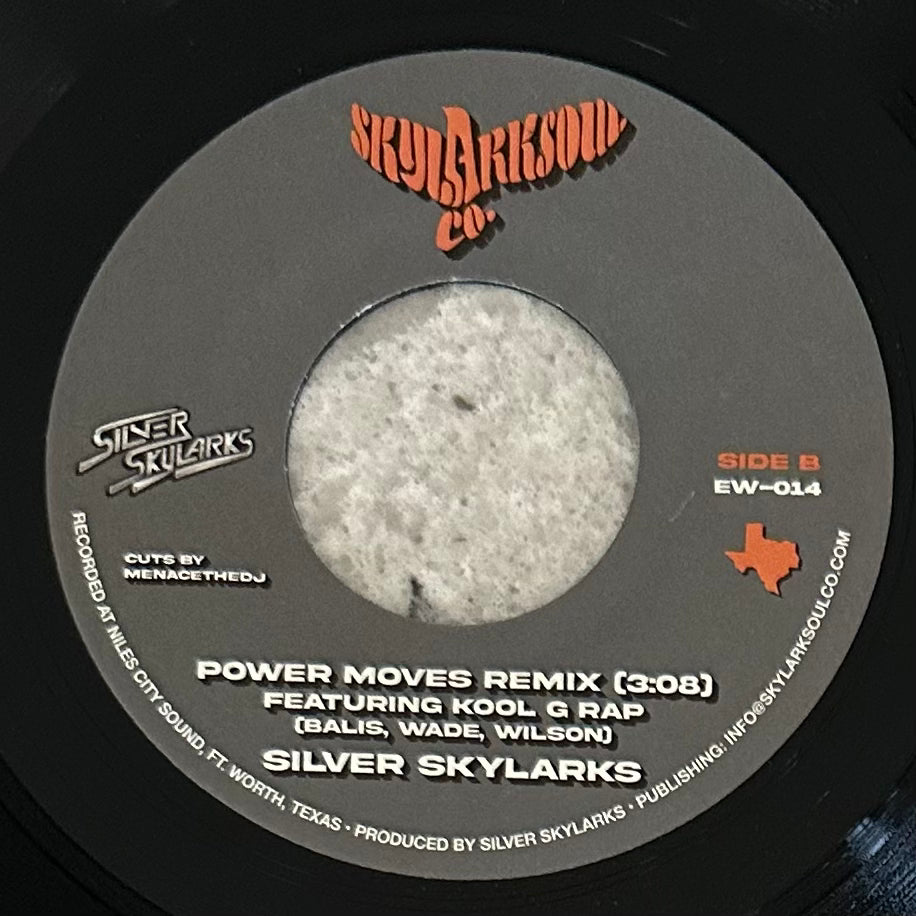 SKYLARKSOUL
CO.
SILVER
SKYLARKS
SIDE B
EW-014
CUTS BY
MENACETHEDJ
POWER MOVES REMIX (3:08)
FEATURING KOOL G RAP
(BALIS, WADE, WILSON)
SILVER SKYLARKS
RECORDED AT NILES CITY SOUND, FT. WORTH, TEXAS • PRODUCED BY SILVER SKYLARKS • PUBLISHING: INFO@SKYLARKSOULCO.COM